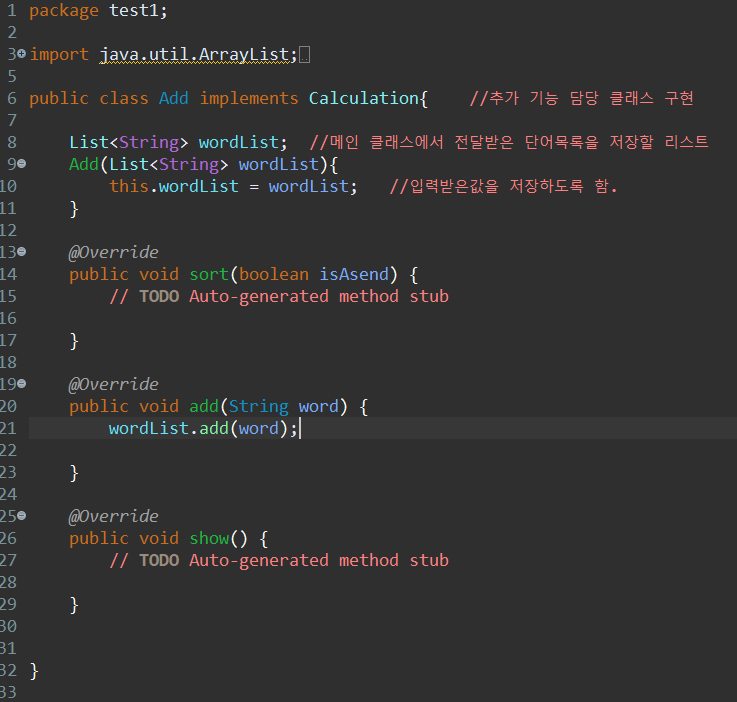 1 package test1;
2
3 import java.util.ArrayList;
5
6 public class Add implements Calculation{    //추가 기능 담당 클래스 구현
7
8     List<String> wordList;  //메인 클래스에서 전달받은 단어목록을 저장할 리스트
9     Add(List<String> wordList){
10         this.wordList = wordList;   //입력받은값을 저장하도록 함.
11     }
12
13     @Override
14     public void sort(boolean isAsend) {
15         // TODO Auto-generated method stub
16
17     }
18
19     @Override
20     public void add(String word) {
21         wordList.add(word);
22
23     }
24
25     @Override
26     public void show() {
27         // TODO Auto-generated method stub
28
29     }
30
31
32 }
33